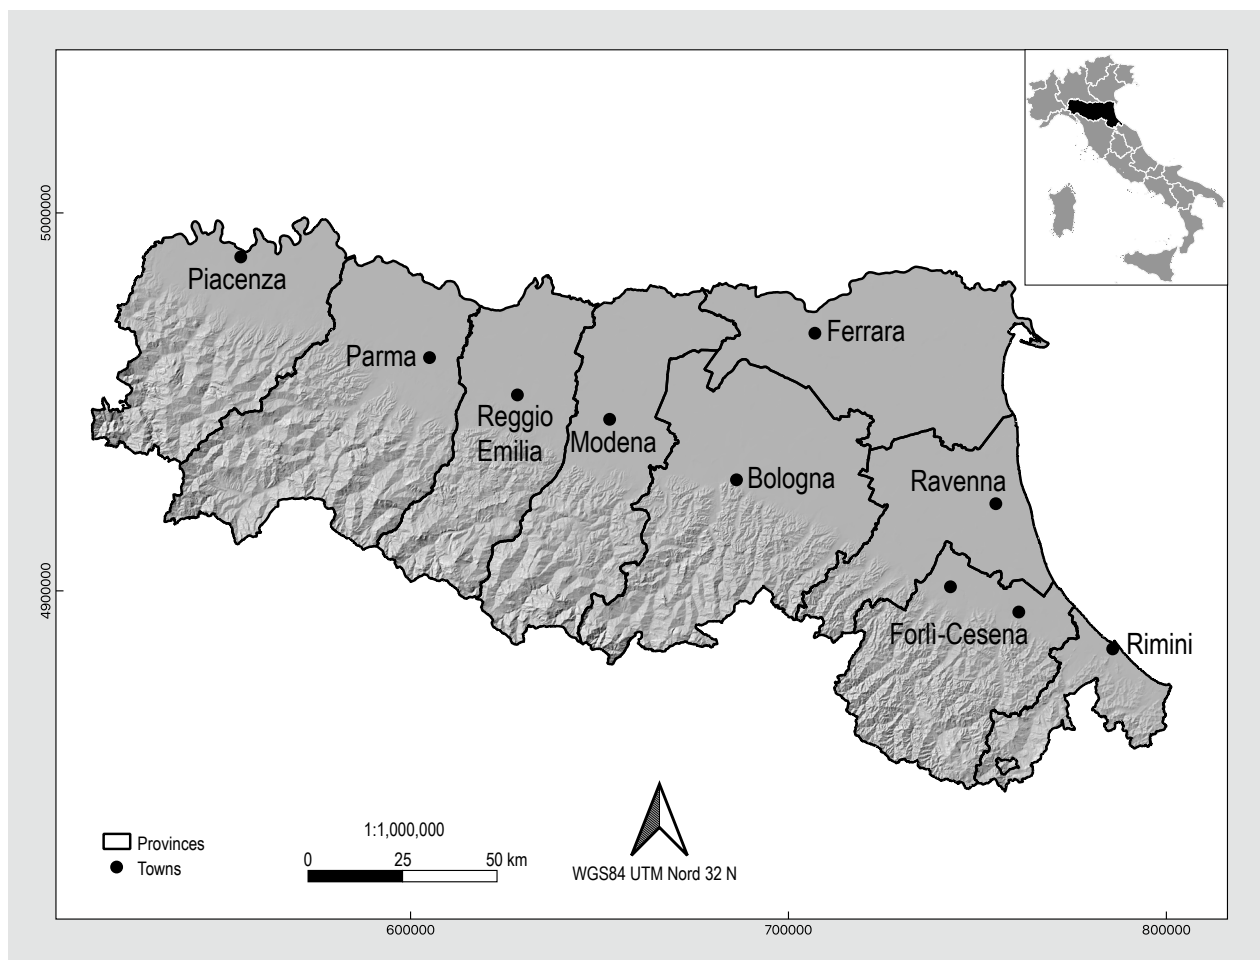 5000000
4900000
Piacenza
Parma
Ferrara
Reggio
Emilia
Modena
Bologna
Ravenna
Forlì-Cesena
Rimini
Provinces
Towns
1:1,000,000
0 25 50 km
WGS84 UTM Nord 32 N
600000 700000 800000